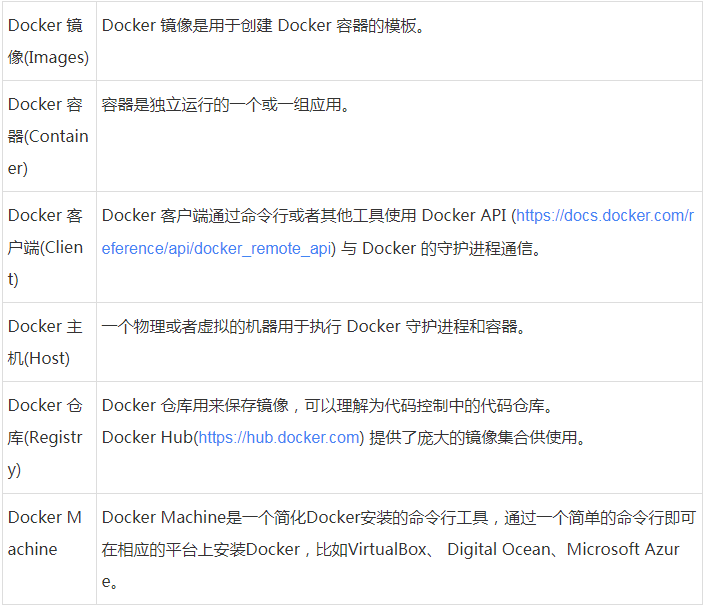 Docker 镜
像(Images)
Docker 镜像是用于创建 Docker 容器的模板。
Docker 容
器(Contain
er)
容器是独立运行的一个或一组应用。
Docker 客
户端(Clien
t)
Docker 客户端通过命令行或者其他工具使用 Docker API (https://docs.docker.com/r
eference/api/docker_remote_api) 与 Docker 的守护进程通信。
Docker 主
机(Host)
一个物理或者虚拟的机器用于执行 Docker 守护进程和容器。
Docker 仓
库(Registr
y)
Docker 仓库用来保存镜像，可以理解为代码控制中的代码仓库。
Docker Hub(https://hub.docker.com) 提供了庞大的镜像集合供使用。
Docker M
achine
Docker Machine是一个简化Docker安装的命令行工具，通过一个简单的命令行即可
在相应的平台上安装Docker，比如VirtualBox、 Digital Ocean、Microsoft Azur
e。